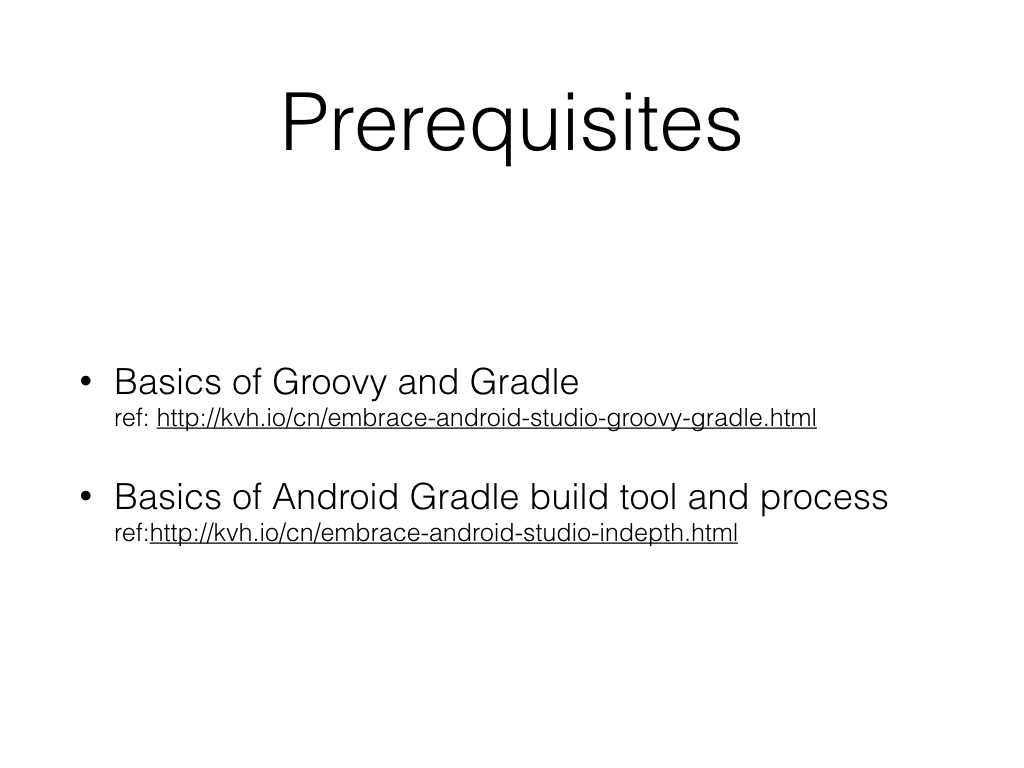 Prerequisites
• Basics of Groovy and Gradle
ref: http://kvh.io/cn/embrace-android-studio-groovy-gradle.html
• Basics of Android Gradle build tool and process
ref:http://kvh.io/cn/embrace-android-studio-indepth.html